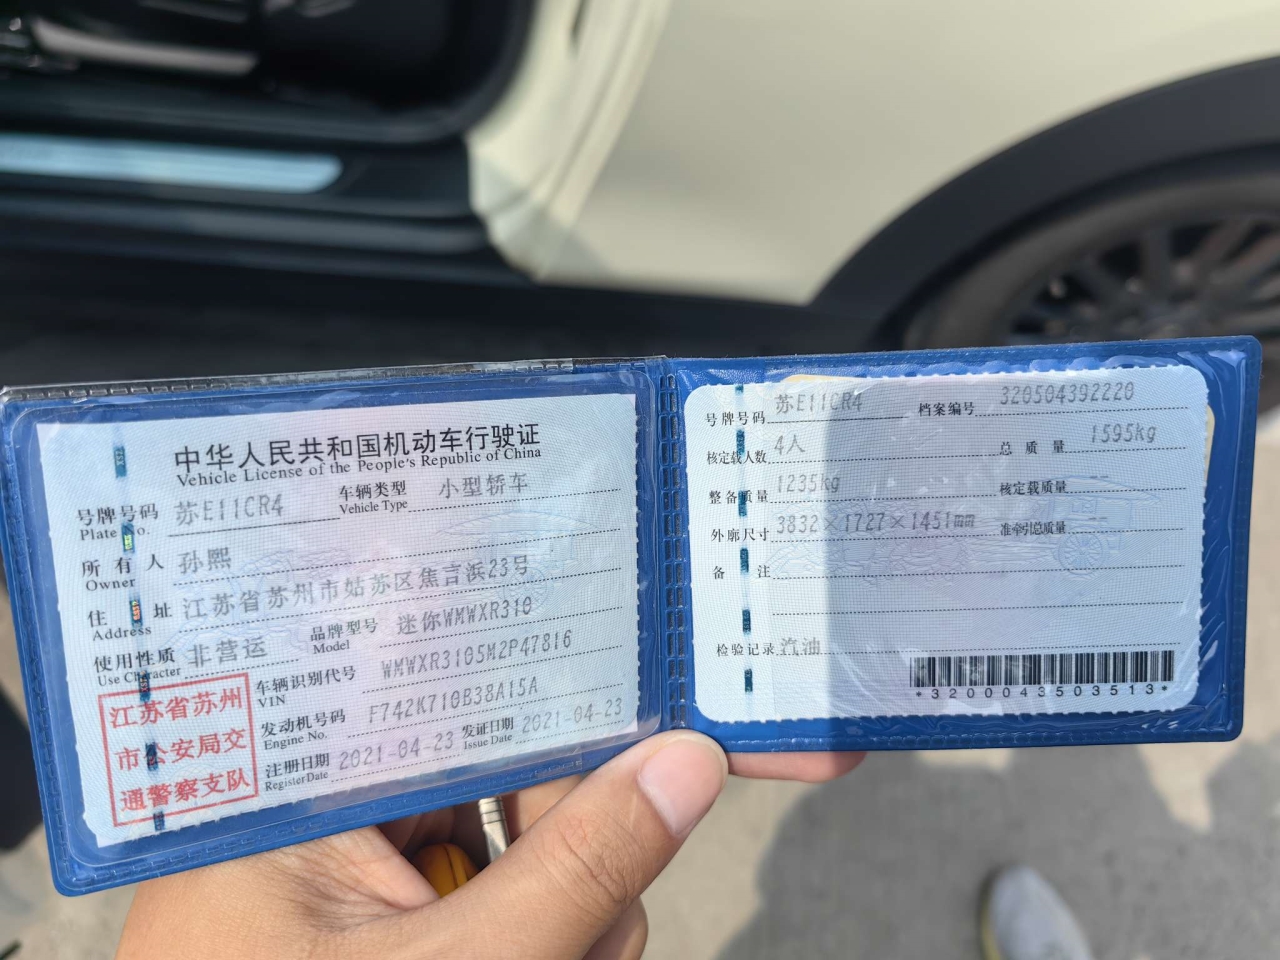 中华人民共和国机动车行驶证
Vehicle License of the People's Republic of China
号牌号码 苏E11CR4 车辆类型 小型轿车
Plate No. Vehicle Type
所有人 孙熙
Owner
住址 江苏省苏州市姑苏区焦言浜23号
Address
使用性质 非营运 品牌型号 迷你WMWXR310
Use Character Model
江苏省苏州
市公安局交
通警察支队
车辆识别代号 WMWXR3105M2P47816
VIN
发动机号码 F742K710B38A15A
Engine No.
注册日期 2021-04-23 发证日期 2021-04-23
Register Date Issue Date
号牌号码 苏E11CR4 档案编号 320504392220
核定载人数 4人 总质量 1595kg
整备质量 1235kg 核定载质量 --
外廓尺寸 3832×1727×1451mm 准牵引总质量 --
备注
检验记录 汽油
*3200043503513*